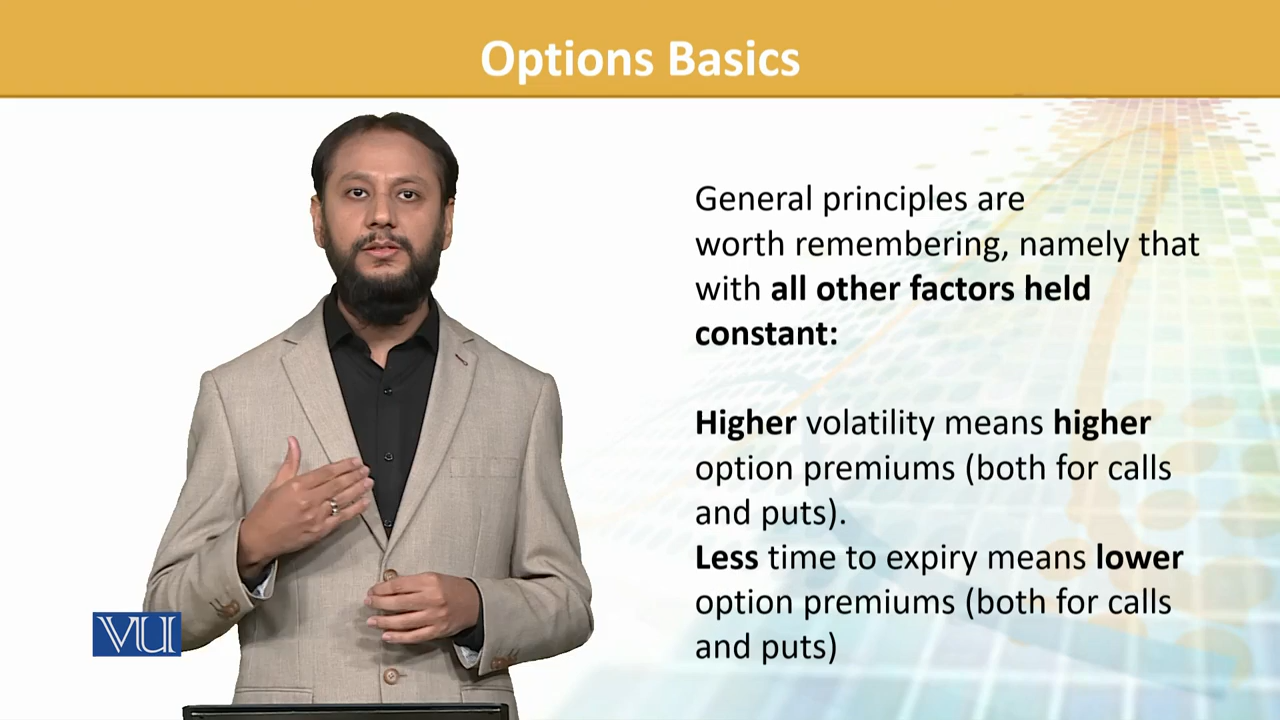 Options Basics
General principles are
worth remembering, namely that
with all other factors held
constant:
Higher volatility means higher
option premiums (both for calls
and puts).
Less time to expiry means lower
option premiums (both for calls
and puts)
VU